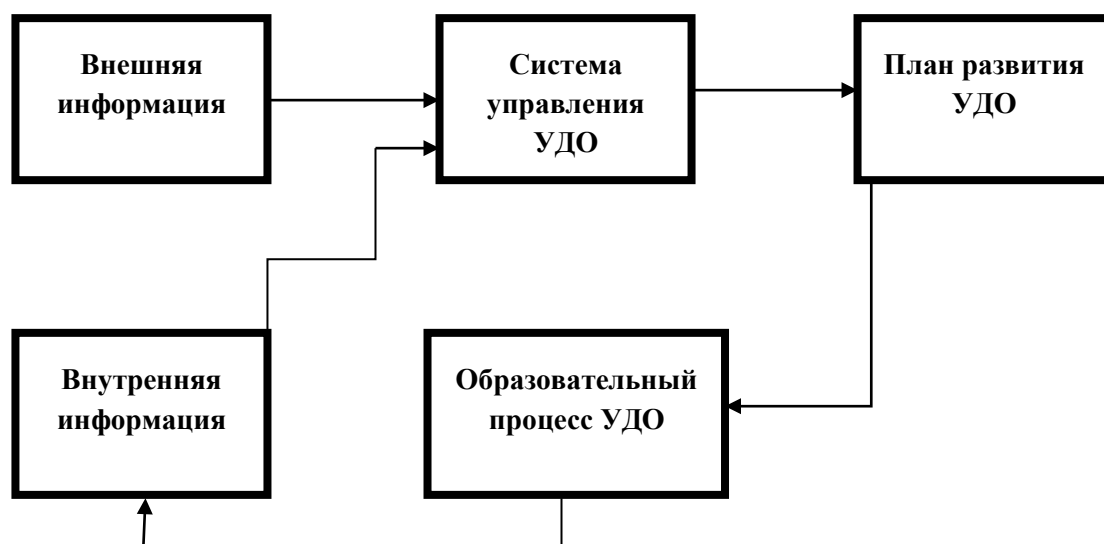 Внешняя
информация
Система
управления
УДО
План развития
УДО
Внутренняя
информация
Образовательный
процесс УДО